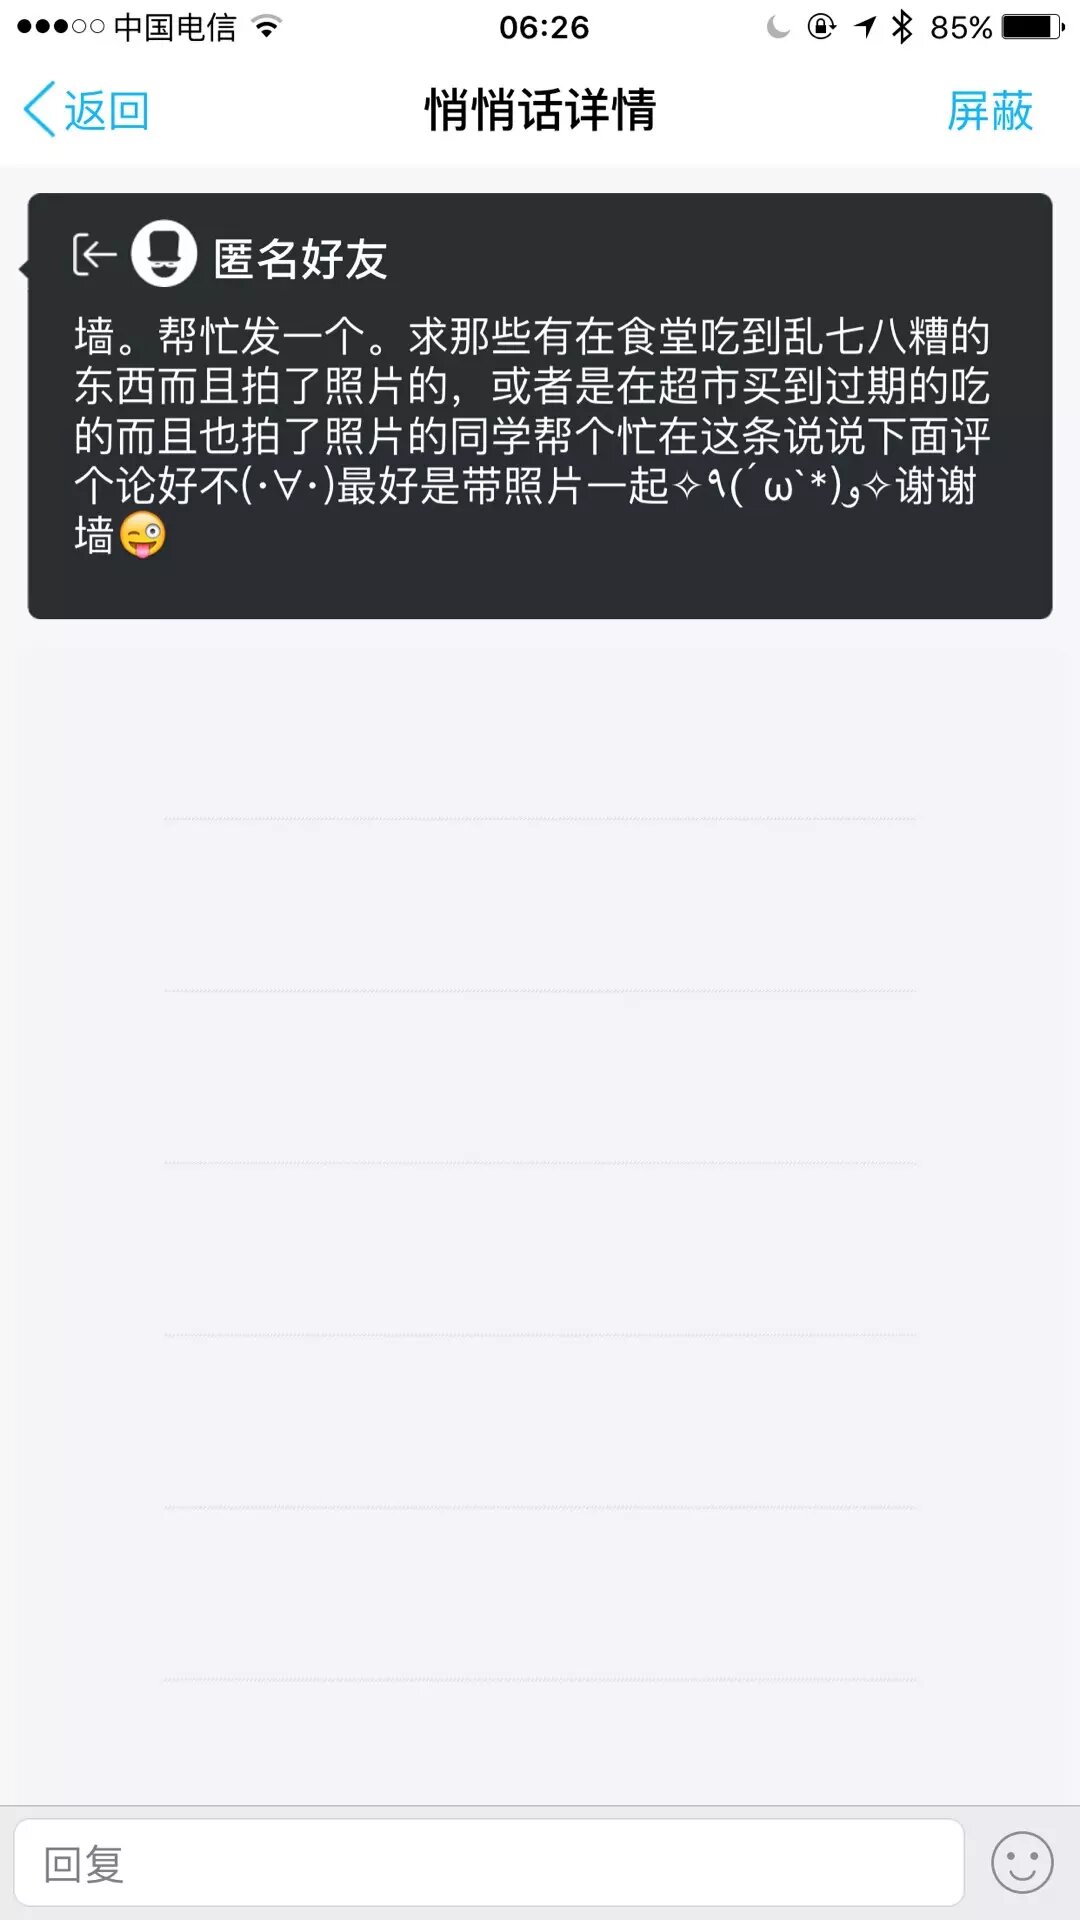 中国电信
06:26
85%
返回
悄悄话详情
屏蔽
匿名好友
墙。帮忙发一个。求那些有在食堂吃到乱七八糟的
东西而且拍了照片的，或者是在超市买到过期的吃
的而且也拍了照片的同学帮个忙在这条说说下面评
个论好不(･∀･)最好是带照片一起✧٩(ˊωˋ*)و✧谢谢
墙😜
回复